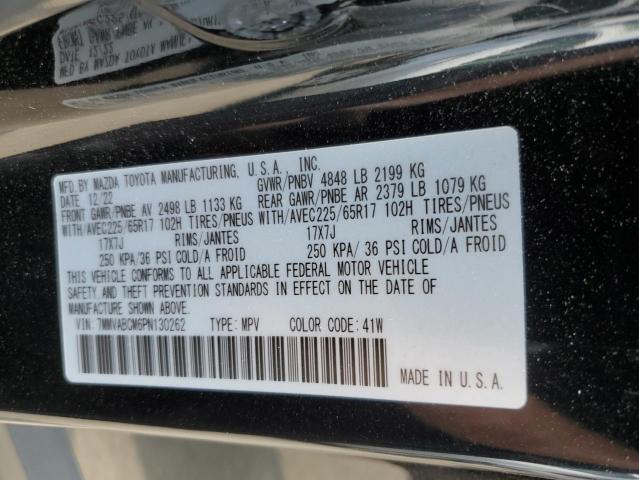 MFD.BY MAZDA TOYOTA MANUFACTURING, U.S.A., INC.
DATE 12/22 GVWR/PNBV 4848 LB 2199 KG
FRONT GAWR/PNBE AV 2498 LB 1133 KG REAR GAWR/PNBE AR 2379 LB 1079 KG
WITH/AVEC225/65R17 102H TIRES/PNEUS WITH/AVEC225/65R17 102H TIRES/PNEUS
17X7J RIMS/JANTES 17X7J RIMS/JANTES
250 KPA/36 PSI COLD/A FROID 250 KPA/ 36 PSI COLD/A FROID
THIS VEHICLE CONFORMS TO ALL APPLICABLE FEDERAL MOTOR VEHICLE
SAFETY AND THEFT PREVENTION STANDARDS IN EFFECT ON THE DATE OF
MANUFACTURE SHOWN ABOVE.
VIN: 7MMVABCM6PN130262 TYPE: MPV COLOR CODE: 41W
MADE IN U.S.A.